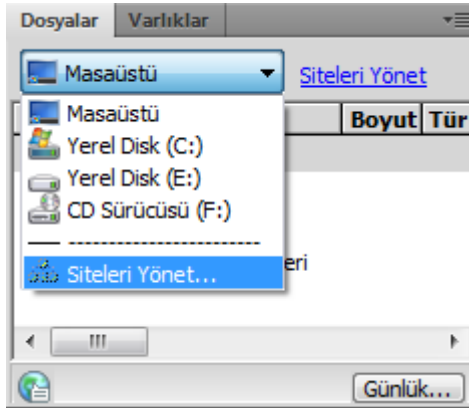 Dosyalar Varlıklar
Masaüstü Siteleri Yönet
Masaüstü Boyut Tür
Yerel Disk (C:)
Yerel Disk (E:)
CD Sürücüsü (F:)
-------------------------
eri
Siteleri Yönet...
Günlük...